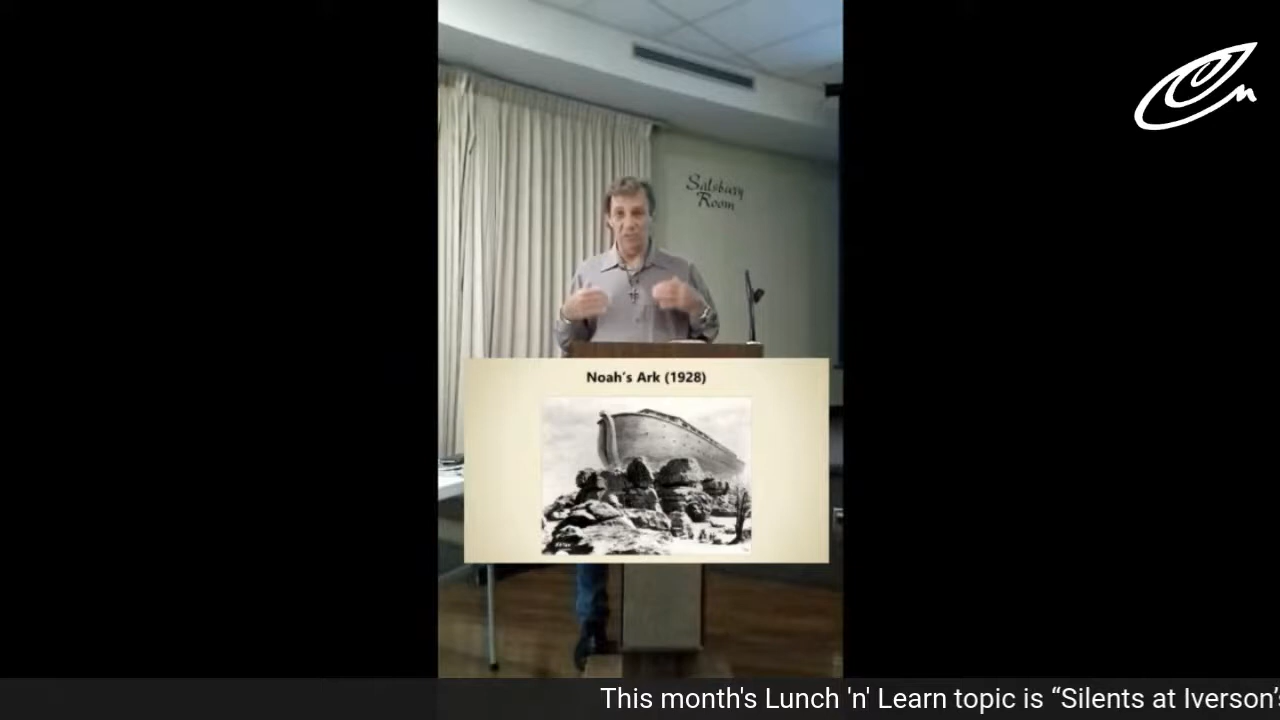 Salsbury
Room
Noah's Ark (1928)
This month's Lunch 'n' Learn topic is “Silents at Iverson’s